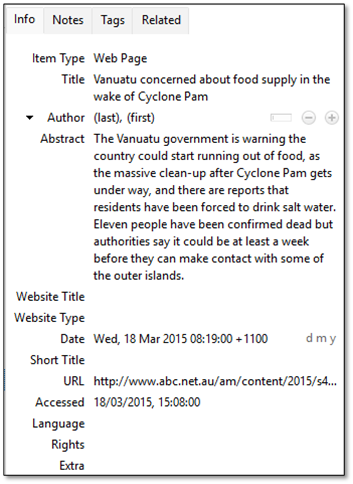 Info Notes Tags Related
Item Type Web Page
Title Vanuatu concerned about food supply in the
wake of Cyclone Pam
Author (last), (first)
Abstract The Vanuatu government is warning the
country could start running out of food, as
the massive clean-up after Cyclone Pam gets
under way, and there are reports that
residents have been forced to drink salt water.
Eleven people have been confirmed dead but
authorities say it could be at least a week
before they can make contact with some of
the outer islands.
Website Title
Website Type
Date Wed, 18 Mar 2015 08:19:00 +1100 d m y
Short Title
URL http://www.abc.net.au/am/content/2015/s4...
Accessed 18/03/2015, 15:08:00
Language
Rights
Extra